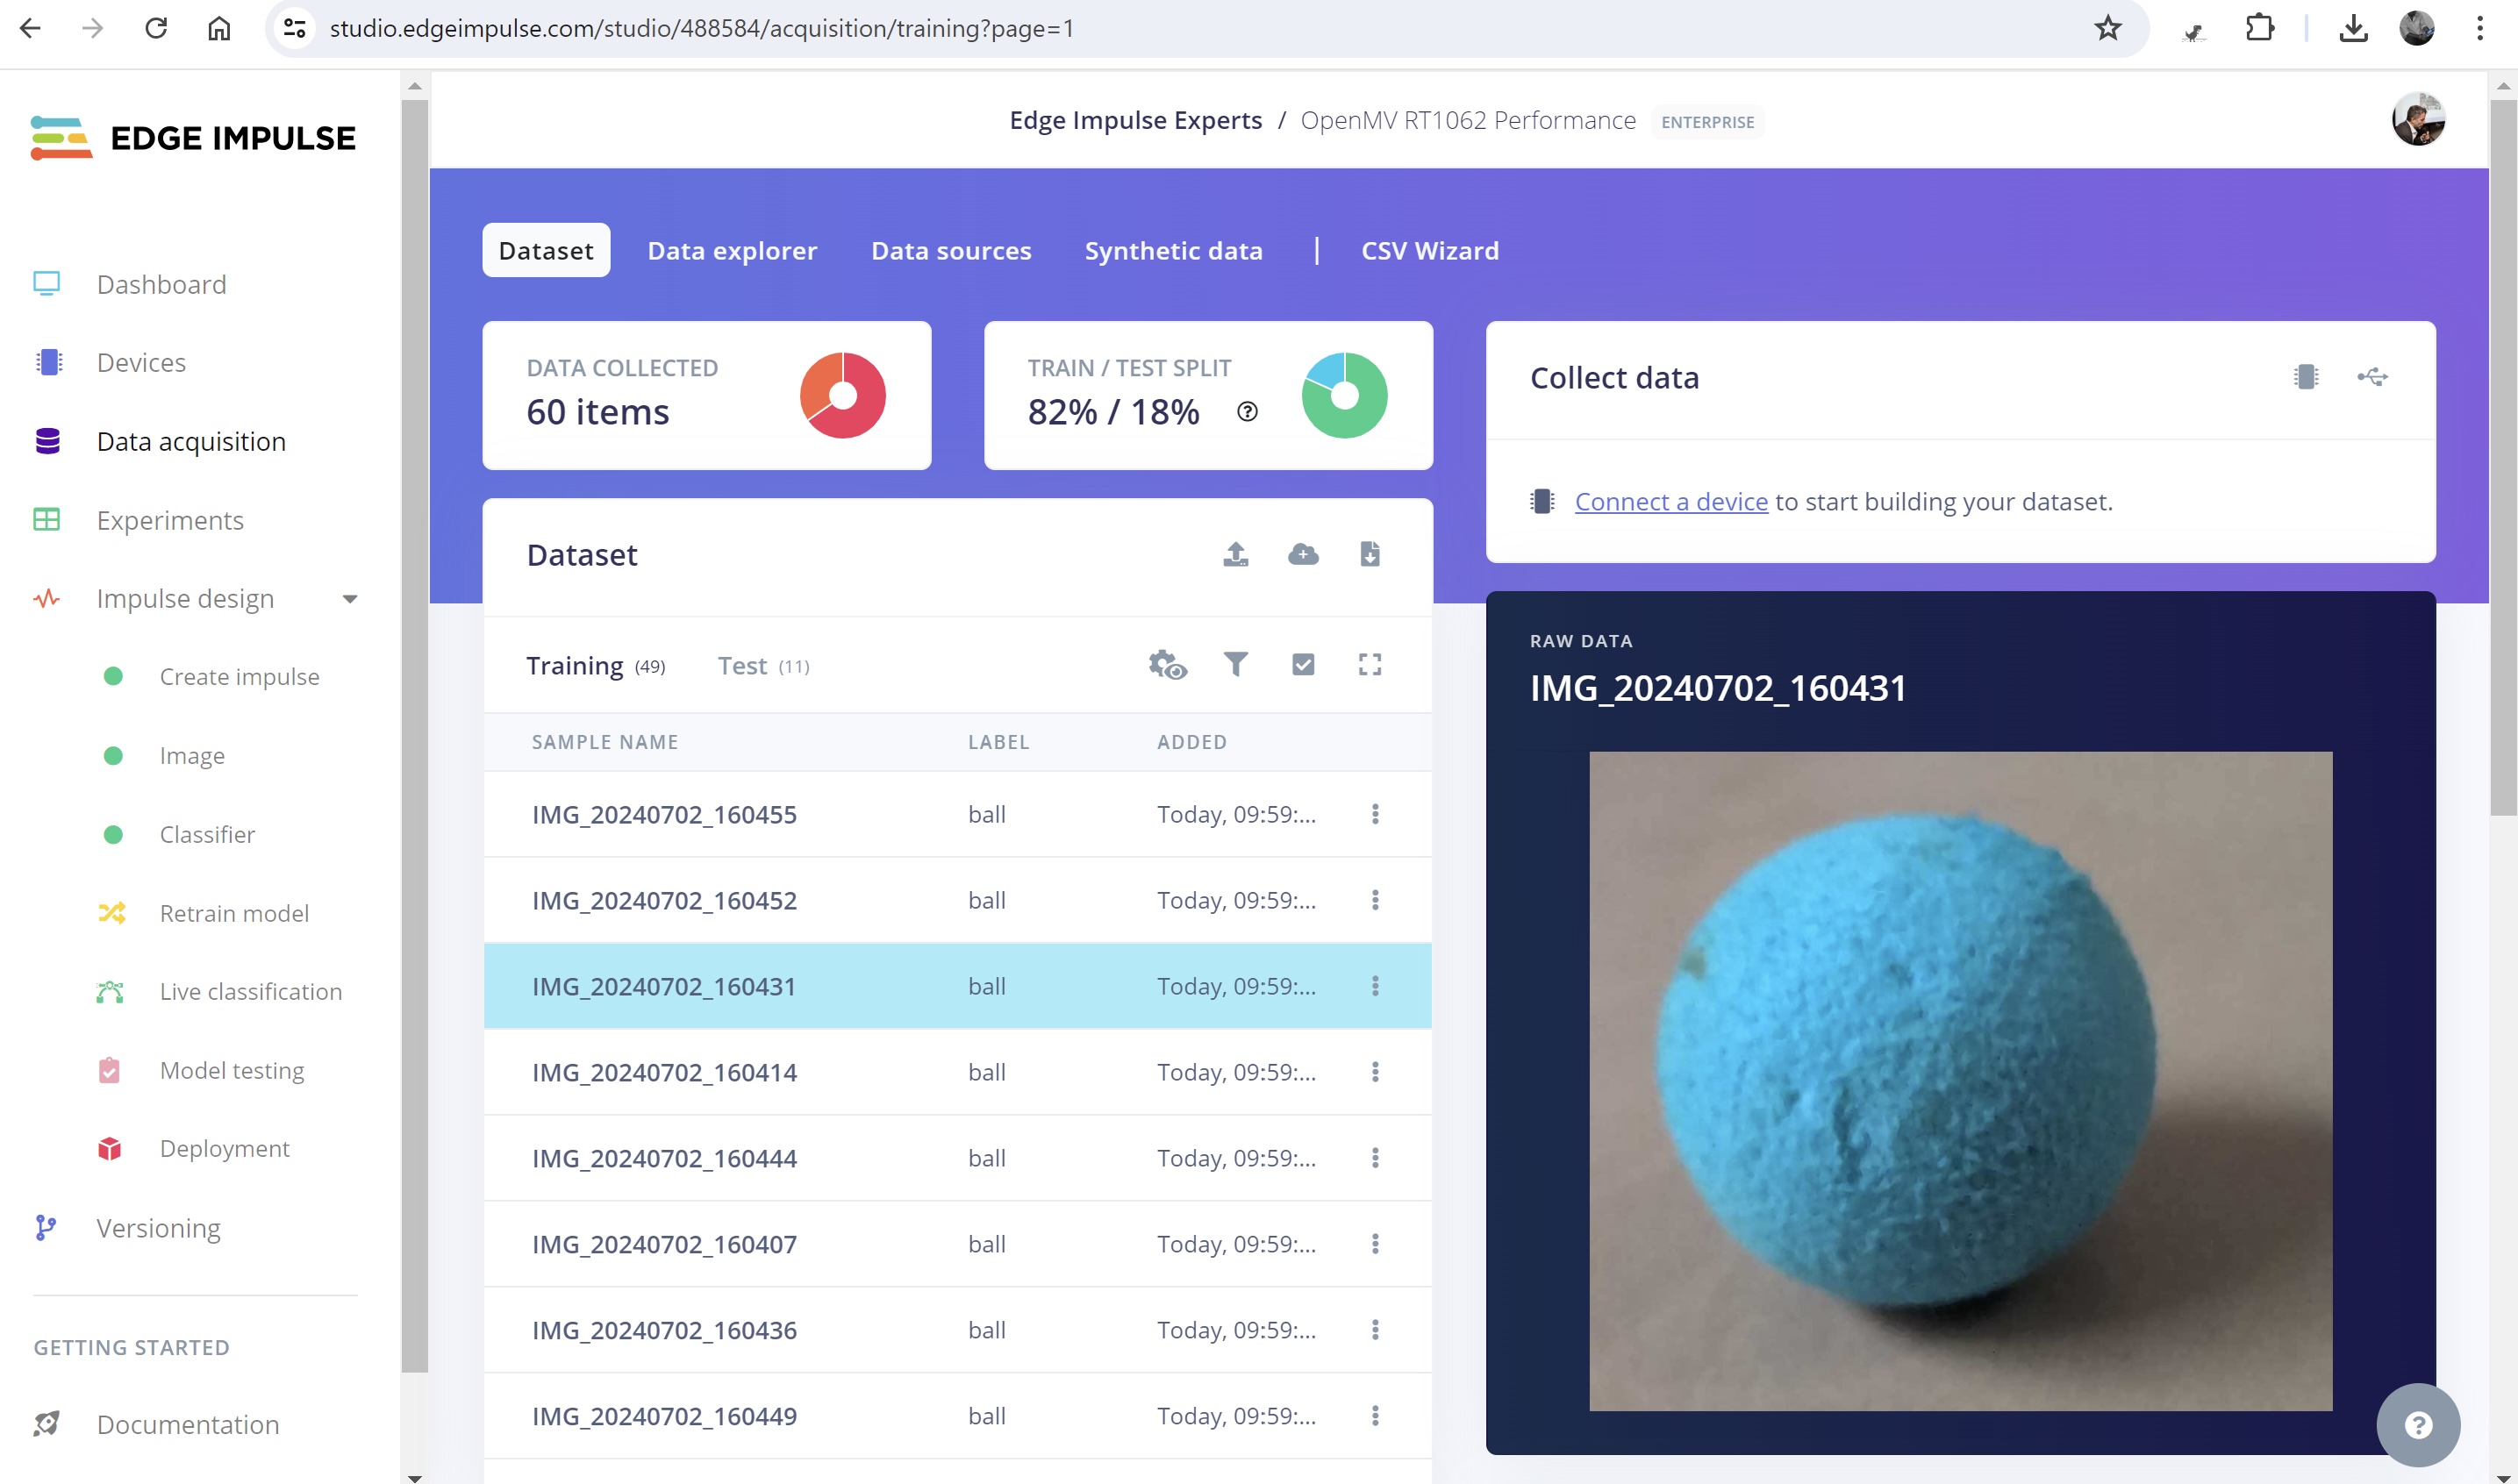 studio.edgeimpulse.com/studio/488584/acquisition/training?page=1
EDGE IMPULSE
Edge Impulse Experts / OpenMV RT1062 Performance ENTERPRISE
Dashboard
Devices
Data acquisition
Experiments
Impulse design
Create impulse
Image
Classifier
Retrain model
Live classification
Model testing
Deployment
Versioning
GETTING STARTED
Documentation
Dataset Data explorer Data sources Synthetic data | CSV Wizard
DATA COLLECTED
60 items
TRAIN / TEST SPLIT
82% / 18%
Dataset
Training (49) Test (11)
SAMPLE NAME LABEL ADDED
IMG_20240702_160455 ball Today, 09:59:...
IMG_20240702_160452 ball Today, 09:59:...
IMG_20240702_160431 ball Today, 09:59:...
IMG_20240702_160414 ball Today, 09:59:...
IMG_20240702_160444 ball Today, 09:59:...
IMG_20240702_160407 ball Today, 09:59:...
IMG_20240702_160436 ball Today, 09:59:...
IMG_20240702_160449 ball Today, 09:59:...
Collect data
Connect a device to start building your dataset.
RAW DATA
IMG_20240702_160431